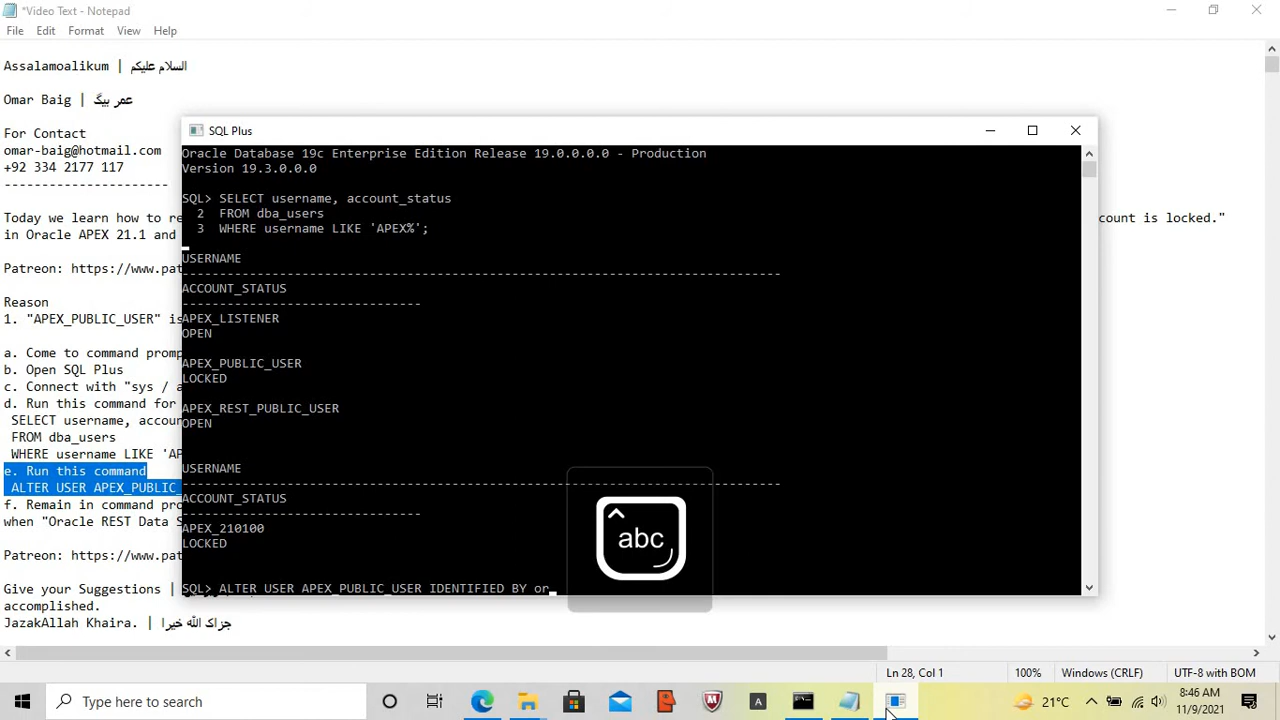 *Video Text - Notepad
File Edit Format View Help
Assalamoalikum | السلام علیکم
Omar Baig | عمر بیگ
For Contact
omar-baig@hotmail.com
+92 334 2177 117
----------------------
Today we learn how to re
count is locked."
in Oracle APEX 21.1 and
Patreon: https://www.pat
Reason
1. "APEX_PUBLIC_USER" is
a. Come to command promp
b. Open SQL Plus
c. Connect with "sys / a
d. Run this command for
SELECT username, accoun
FROM dba_users
WHERE username LIKE 'AP
e. Run this command
ALTER USER APEX_PUBLIC_
f. Remain in command pro
when "Oracle REST Data S
Patreon: https://www.pat
Give your Suggestions |
accomplished.
JazakAllah Khaira. | جزاک اللہ خیرا
SQL Plus
Oracle Database 19c Enterprise Edition Release 19.0.0.0.0 - Production
Version 19.3.0.0.0
SQL> SELECT username, account_status
2 FROM dba_users
3 WHERE username LIKE 'APEX%';
USERNAME
--------------------------------------------------------------------------------
ACCOUNT_STATUS
--------------------------------
APEX_LISTENER
OPEN
APEX_PUBLIC_USER
LOCKED
APEX_REST_PUBLIC_USER
OPEN
USERNAME
--------------------------------------------------------------------------------
ACCOUNT_STATUS
--------------------------------
APEX_210100
LOCKED
SQL> ALTER USER APEX_PUBLIC_USER IDENTIFIED BY or
abc
Ln 28, Col 1 100% Windows (CRLF) UTF-8 with BOM
Type here to search
21°C
8:46 AM
11/9/2021